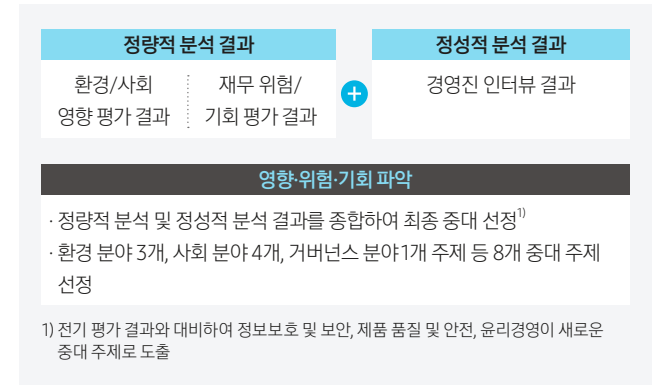 정량적 분석 결과
정성적 분석 결과
환경/사회
영향 평가 결과
재무 위험/
기회 평가 결과
+
경영진 인터뷰 결과
영향·위험·기회 파악
· 정량적 분석 및 정성적 분석 결과를 종합하여 최종 중대 선정1)
· 환경 분야 3개, 사회 분야 4개, 거버넌스 분야 1개 주제 등 8개 중대 주제
선정
1) 전기 평가 결과와 대비하여 정보보호 및 보안, 제품 품질 및 안전, 윤리경영이 새로운
중대 주제로 도출